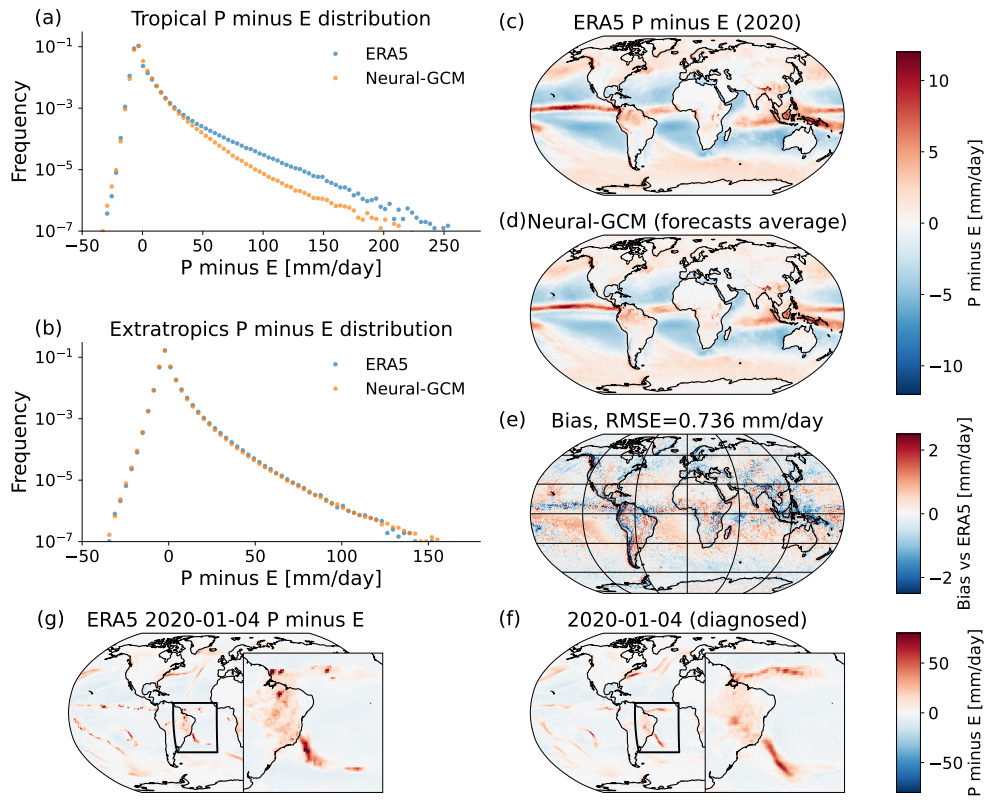 (a)
Tropical P minus E distribution
ERA5
Neural-GCM
10⁻¹
10⁻³
10⁻⁵
10⁻⁷
Frequency
−50
0
50
100
150
200
250
P minus E [mm/day]
(b)
Extratropics P minus E distribution
ERA5
Neural-GCM
10⁻¹
10⁻³
10⁻⁵
10⁻⁷
Frequency
−50
0
50
100
150
P minus E [mm/day]
(c)
ERA5 P minus E (2020)
(d)
Neural-GCM (forecasts average)
10
5
0
−5
−10
P minus E [mm/day]
(e)
Bias, RMSE=0.736 mm/day
2
0
−2
Bias vs ERA5 [mm/day]
(g)
ERA5 2020-01-04 P minus E
(f)
2020-01-04 (diagnosed)
50
0
−50
P minus E [mm/day]